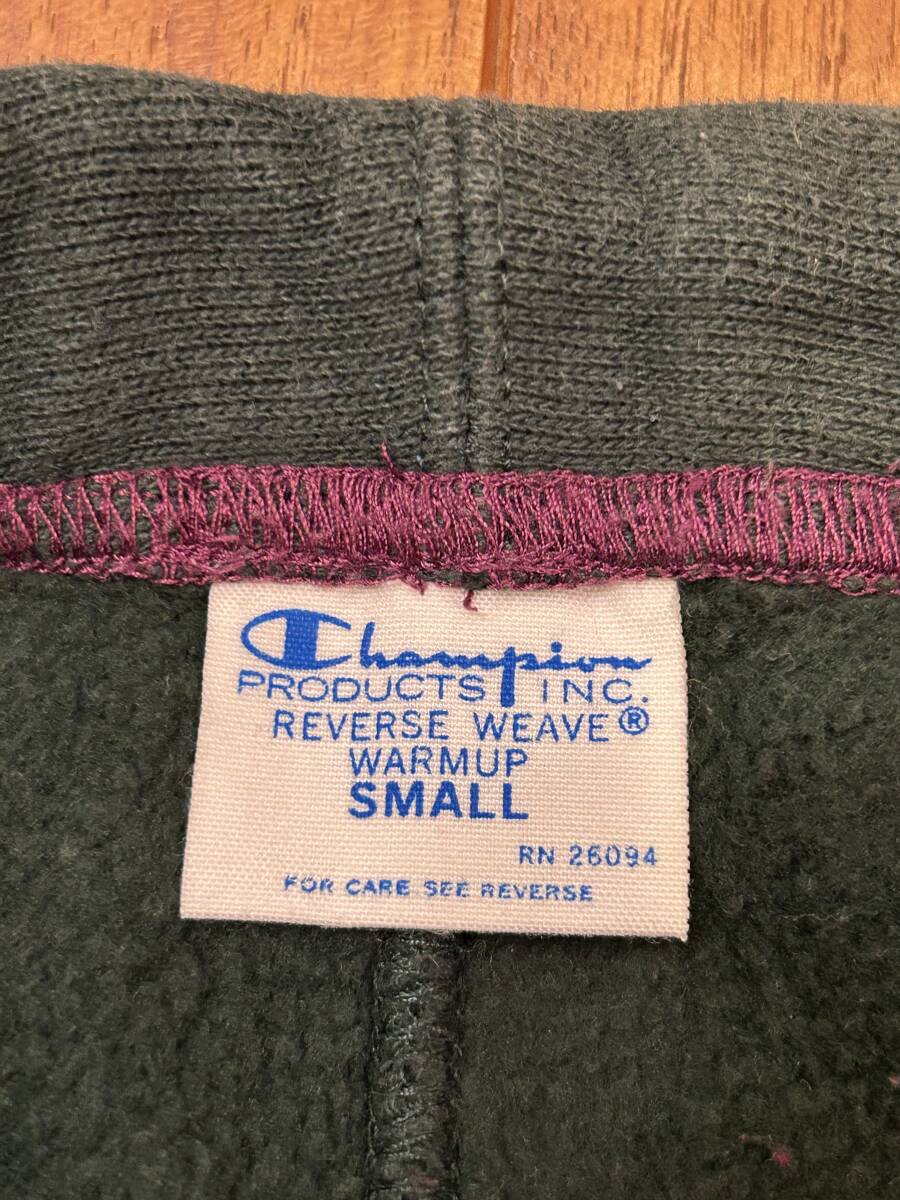 Champion
PRODUCTS INC.
REVERSE WEAVE®
WARMUP
SMALL
RN 26094
FOR CARE SEE REVERSE